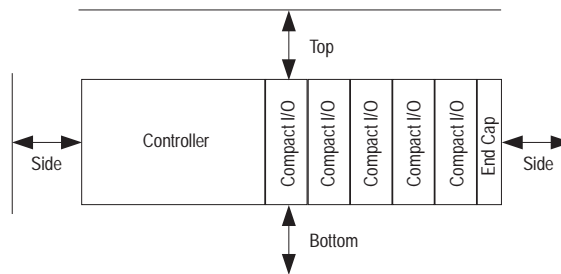 Top
Side
Controller
Compact I/O
Compact I/O
Compact I/O
Compact I/O
Compact I/O
End Cap
Side
Bottom